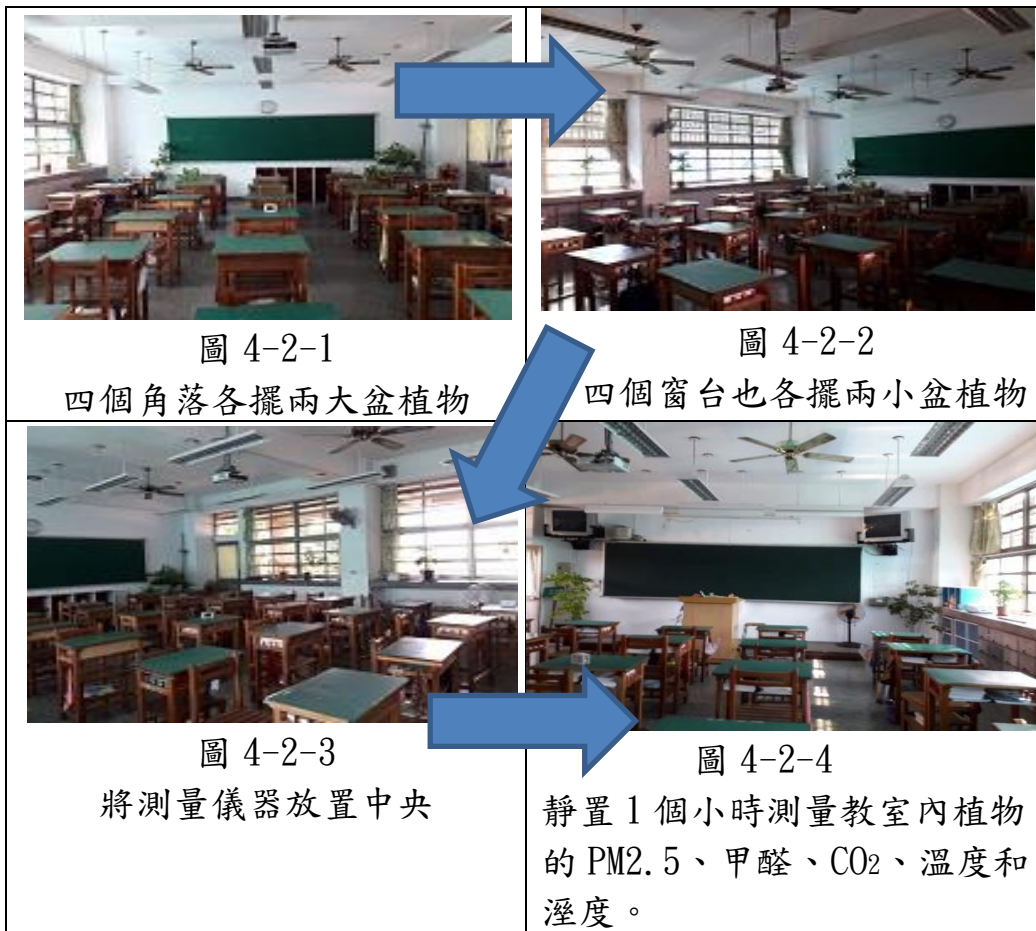 圖 4-2-1
四個角落各擺兩大盆植物
圖 4-2-2
四個窗台也各擺兩小盆植物
圖 4-2-3
將測量儀器放置中央
圖 4-2-4
靜置 1 個小時測量教室內植物
的 PM2.5、甲醛、CO2、溫度和
溼度。